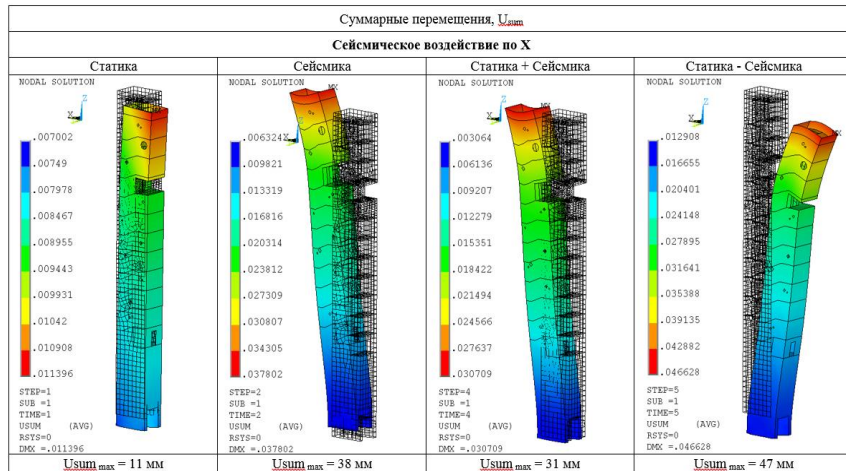 Суммарные перемещения, Usum
Сейсмическое воздействие по X
Статика
Сейсмика
Статика + Сейсмика
Статика - Сейсмика
NODAL SOLUTION
Z
X
MX
.007002
.00749
.007978
.008467
.008955
.009443
.009931
.01042
.010908
.011396
STEP=1
SUB =1
TIME=1
USUM (AVG)
RSYS=0
DMX =.011396
NODAL SOLUTION
Z
X
MX
.006324
.009821
.013319
.016816
.020314
.023812
.027309
.030807
.034305
.037802
STEP=2
SUB =1
TIME=2
USUM (AVG)
RSYS=0
DMX =.037802
NODAL SOLUTION
Z
X
MX
.003064
.006136
.009207
.012279
.015351
.018422
.021494
.024566
.027637
.030709
STEP=4
SUB =1
TIME=4
USUM (AVG)
RSYS=0
DMX =.030709
NODAL SOLUTION
Z
X
MX
.012908
.016655
.020401
.024148
.027895
.031641
.035388
.039135
.042882
.046628
STEP=5
SUB =1
TIME=5
USUM (AVG)
RSYS=0
DMX =.046628
Usum max = 11 мм
Usum max = 38 мм
Usum max = 31 мм
Usum max = 47 мм